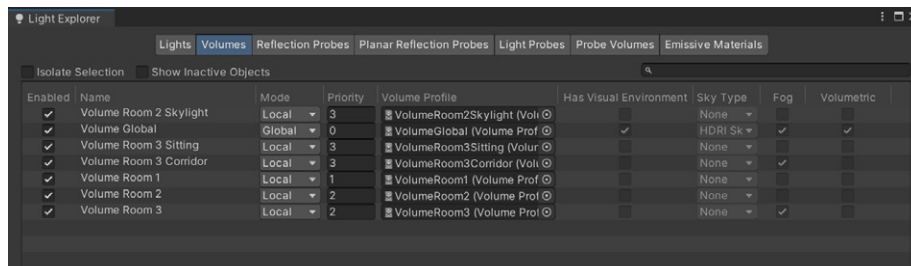 Light Explorer
Lights Volumes Reflection Probes Planar Reflection Probes Light Probes Probe Volumes Emissive Materials
Isolate Selection Show Inactive Objects
Enabled Name Mode Priority Volume Profile Has Visual Environment Sky Type Fog Volumetric
Volume Room 2 Skylight Local 3 VolumeRoom2Skylight (Volu None
Volume Global Global 0 VolumeGlobal (Volume Prof HDRI Sk
Volume Room 3 Sitting Local 3 VolumeRoom3Sitting (Volur None
Volume Room 3 Corridor Local 3 VolumeRoom3Corridor (Volu None
Volume Room 1 Local 1 VolumeRoom1 (Volume Prof None
Volume Room 2 Local 2 VolumeRoom2 (Volume Prof None
Volume Room 3 Local 2 VolumeRoom3 (Volume Prof None